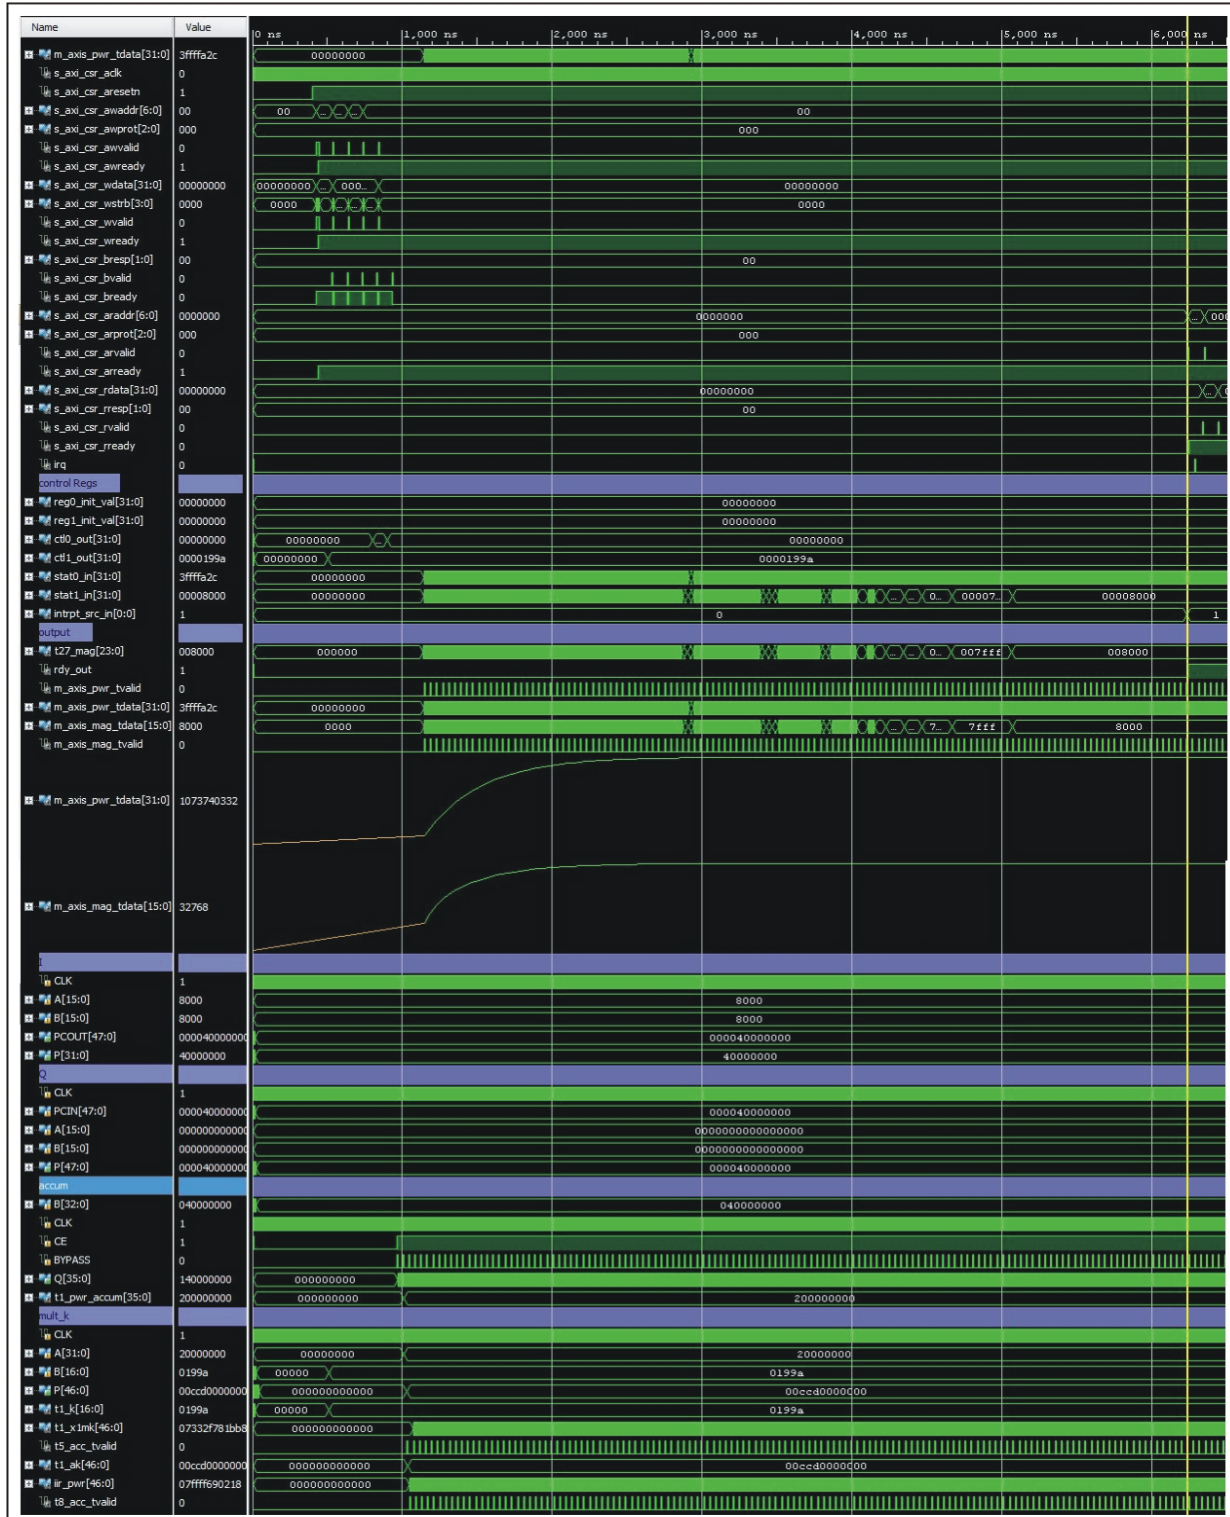 Name Value
0 ns 1,000 ns 2,000 ns 3,000 ns 4,000 ns 5,000 ns 6,000 ns
m_axis_pwr_tdata[31:0] 3ffffa2c 00000000
s_axi_csr_aclk 0
s_axi_csr_aresetn 1
s_axi_csr_awaddr[6:0] 00 00 ... ... ... 00
s_axi_csr_awprot[2:0] 000 000
s_axi_csr_awvalid 0
s_axi_csr_awready 1
s_axi_csr_wdata[31:0] 00000000 00000000 ... 000... 00000000
s_axi_csr_wstrb[3:0] 0000 0000 ... ... ... 0000
s_axi_csr_wvalid 0
s_axi_csr_wready 1
s_axi_csr_bresp[1:0] 00 00
s_axi_csr_bvalid 0
s_axi_csr_bready 0
s_axi_csr_araddr[6:0] 0000000 0000000 ... 000
s_axi_csr_arprot[2:0] 000 000
s_axi_csr_arvalid 0
s_axi_csr_arready 1
s_axi_csr_rdata[31:0] 00000000 00000000 ...
s_axi_csr_rresp[1:0] 00 00
s_axi_csr_rvalid 0
s_axi_csr_rready 0
irq 0
control Regs
reg0_init_val[31:0] 00000000 00000000
reg1_init_val[31:0] 00000000 00000000
ctl0_out[31:0] 00000000 00000000 ... 00000000
ctl1_out[31:0] 0000199a 00000000 0000199a
stat0_in[31:0] 3ffffa2c 00000000
stat1_in[31:0] 00008000 00000000 ... ... 0... 00007... 00008000
intrpt_src_in[0:0] 1 0 1
output
t27_mag[23:0] 008000 000000 ... ... 0... 007fff 008000
rdy_out 1
m_axis_pwr_tvalid 0
m_axis_pwr_tdata[31:0] 3ffffa2c 00000000
m_axis_mag_tdata[15:0] 8000 0000 ... ... 7... 7fff 8000
m_axis_mag_tvalid 0
m_axis_pwr_tdata[31:0] 1073740332
m_axis_mag_tdata[15:0] 32768
I
CLK 1
A[15:0] 8000 8000
B[15:0] 8000 8000
PCOUT[47:0] 000040000000 000040000000
P[31:0] 40000000 40000000
Q
CLK 1
PCIN[47:0] 000040000000 000040000000
A[15:0] 000000000000 0000000000000000
B[15:0] 000000000000 0000000000000000
P[47:0] 000040000000 000040000000
accum
B[32:0] 040000000 040000000
CLK 1
CE 1
BYPASS 0
Q[35:0] 140000000 000000000
t1_pwr_accum[35:0] 200000000 000000000 200000000
mult_k
CLK 1
A[31:0] 20000000 00000000 20000000
B[16:0] 0199a 00000 0199a
P[46:0] 00ccd0000000 000000000000 00ccd0000000
t1_k[16:0] 0199a 00000 0199a
t1_x1mk[46:0] 07332f781bb8 000000000000
t5_acc_tvalid 0
t1_ak[46:0] 00ccd0000000 000000000000 00ccd0000000
iir_pwr[46:0] 07ffff690218 000000000000
t8_acc_tvalid 0